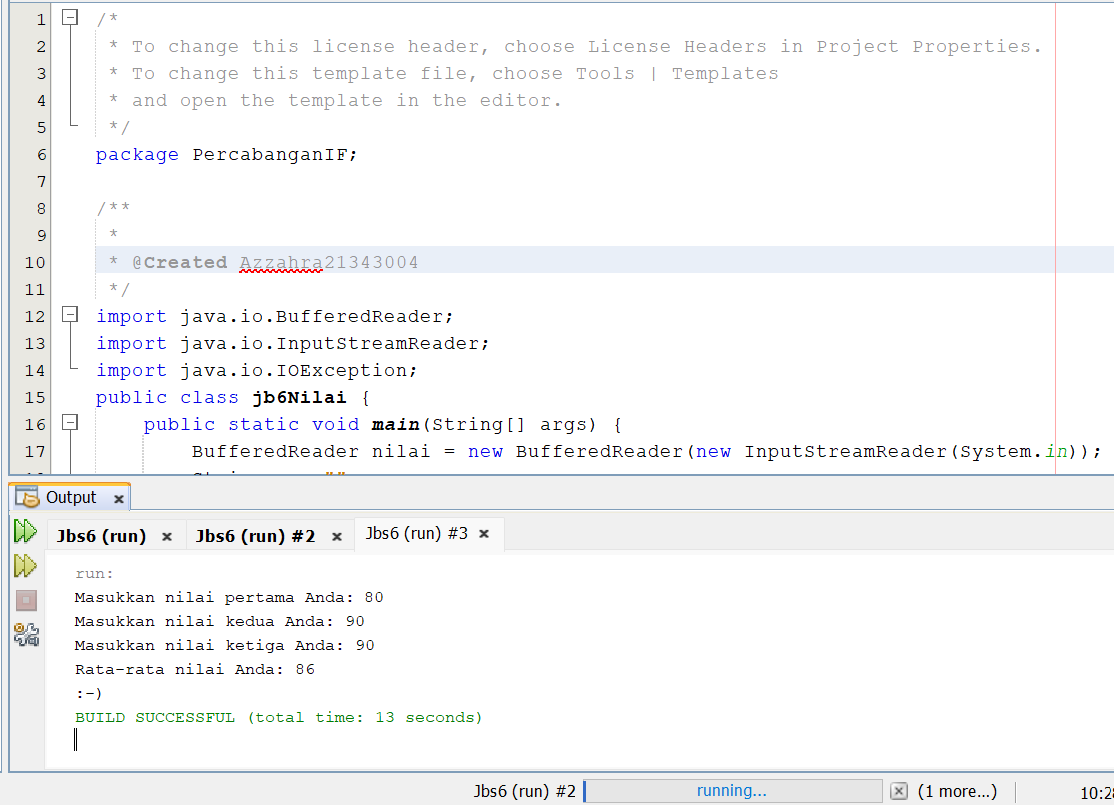 1 /*
2 * To change this license header, choose License Headers in Project Properties.
3 * To change this template file, choose Tools | Templates
4 * and open the template in the editor.
5 */
6 package PercabanganIF;
7
8 /**
9 *
10 * @Created Azzahra21343004
11 */
12 import java.io.BufferedReader;
13 import java.io.InputStreamReader;
14 import java.io.IOException;
15 public class jb6Nilai {
16 public static void main(String[] args) {
17 BufferedReader nilai = new BufferedReader(new InputStreamReader(System.in));
Output
Jbs6 (run) Jbs6 (run) #2 Jbs6 (run) #3
run:
Masukkan nilai pertama Anda: 80
Masukkan nilai kedua Anda: 90
Masukkan nilai ketiga Anda: 90
Rata-rata nilai Anda: 86
:-)
BUILD SUCCESSFUL (total time: 13 seconds)
Jbs6 (run) #2 running... (1 more...)